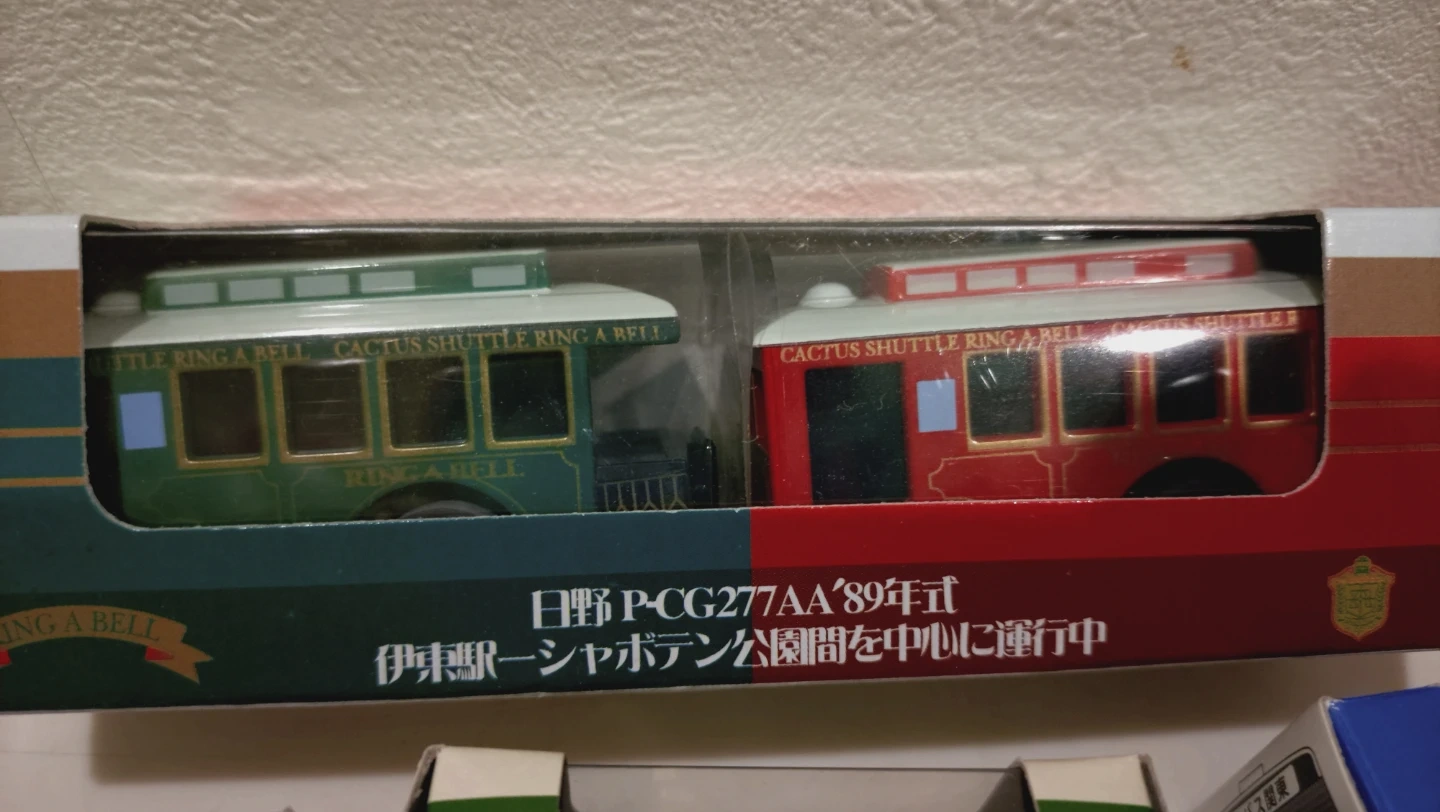 CACTUS SHUTTLE RING A BELL
RING A BELL
RING A BELL
CACTUS SHUTTLE RING A BELL
CACTUS SHUTTLE
日野 P-CG277AA'89年式
伊東駅ーシャボテン公園間を中心に運行中
RING A BELL
関東